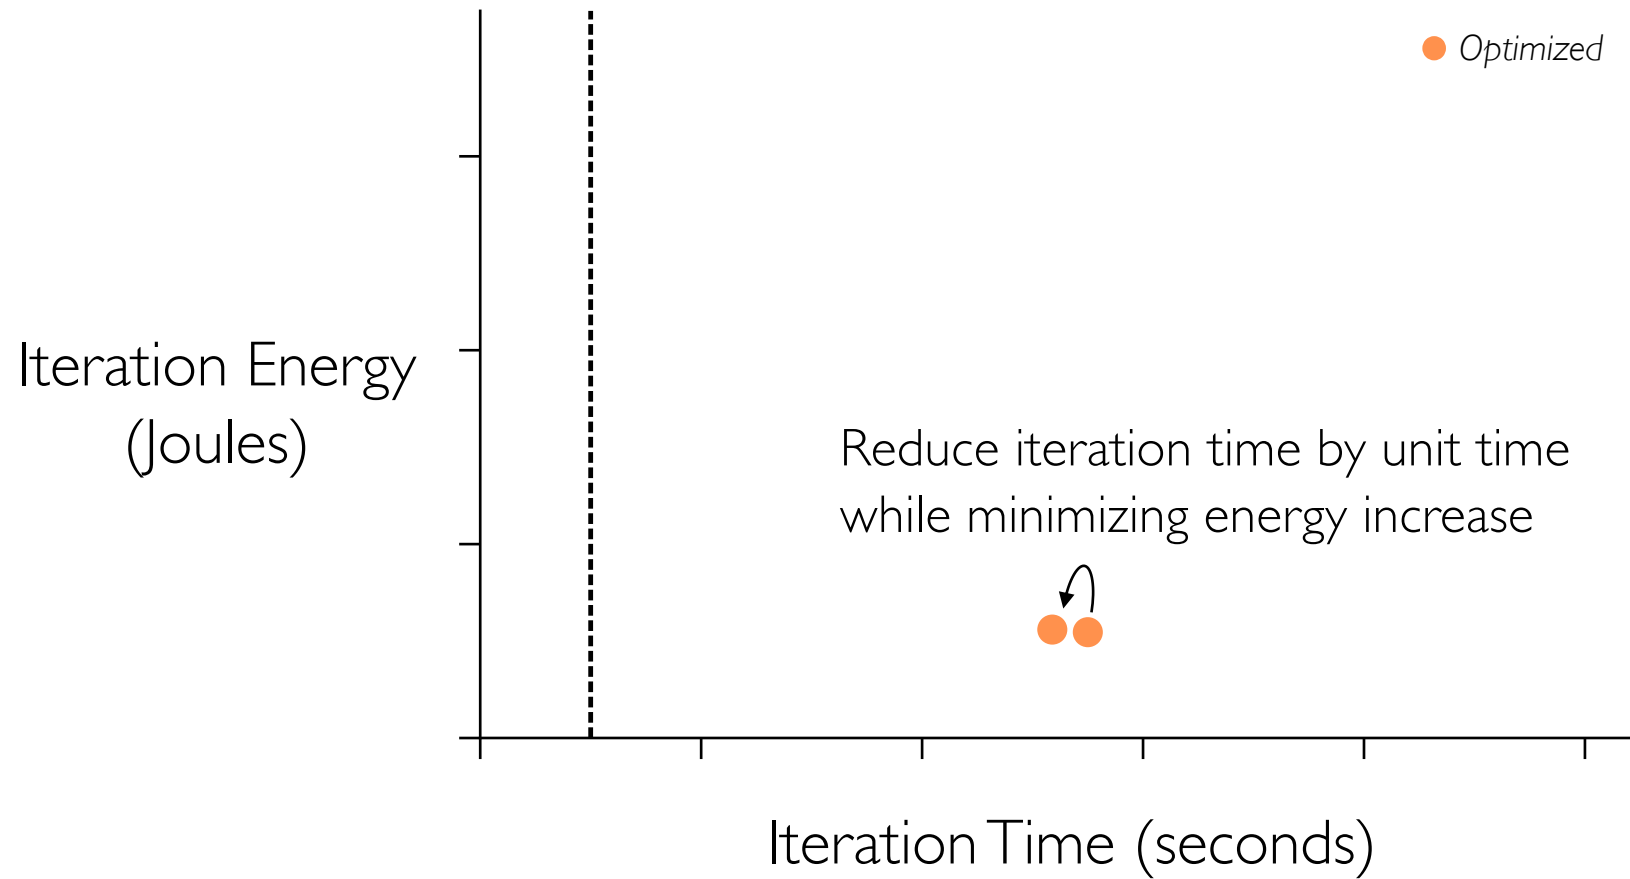 Optimized
Iteration Energy
(Joules)
Reduce iteration time by unit time
while minimizing energy increase
Iteration Time (seconds)